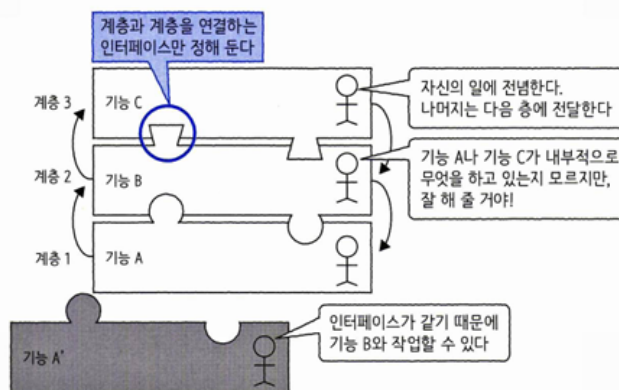 계층과 계층을 연결하는
인터페이스만 정해 둔다
계층 3
기능 C
자신의 일에 전념한다.
나머지는 다음 층에 전달한다
계층 2
기능 B
기능 A나 기능 C가 내부적으로
무엇을 하고 있는지 모르지만,
잘 해 줄 거야!
계층 1
기능 A
인터페이스가 같기 때문에
기능 B와 작업할 수 있다
기능 A'